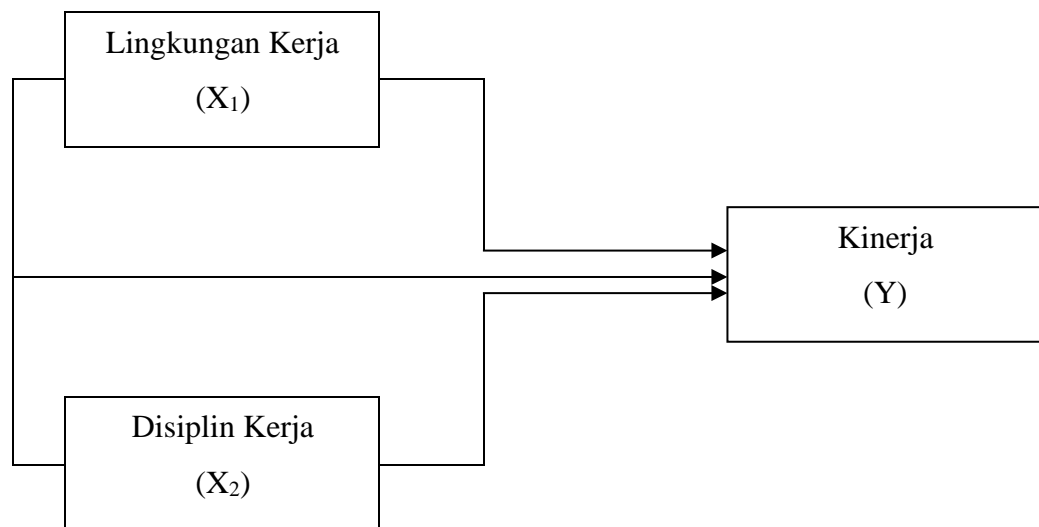 Lingkungan Kerja
(X₁)
Kinerja
(Y)
Disiplin Kerja
(X₂)